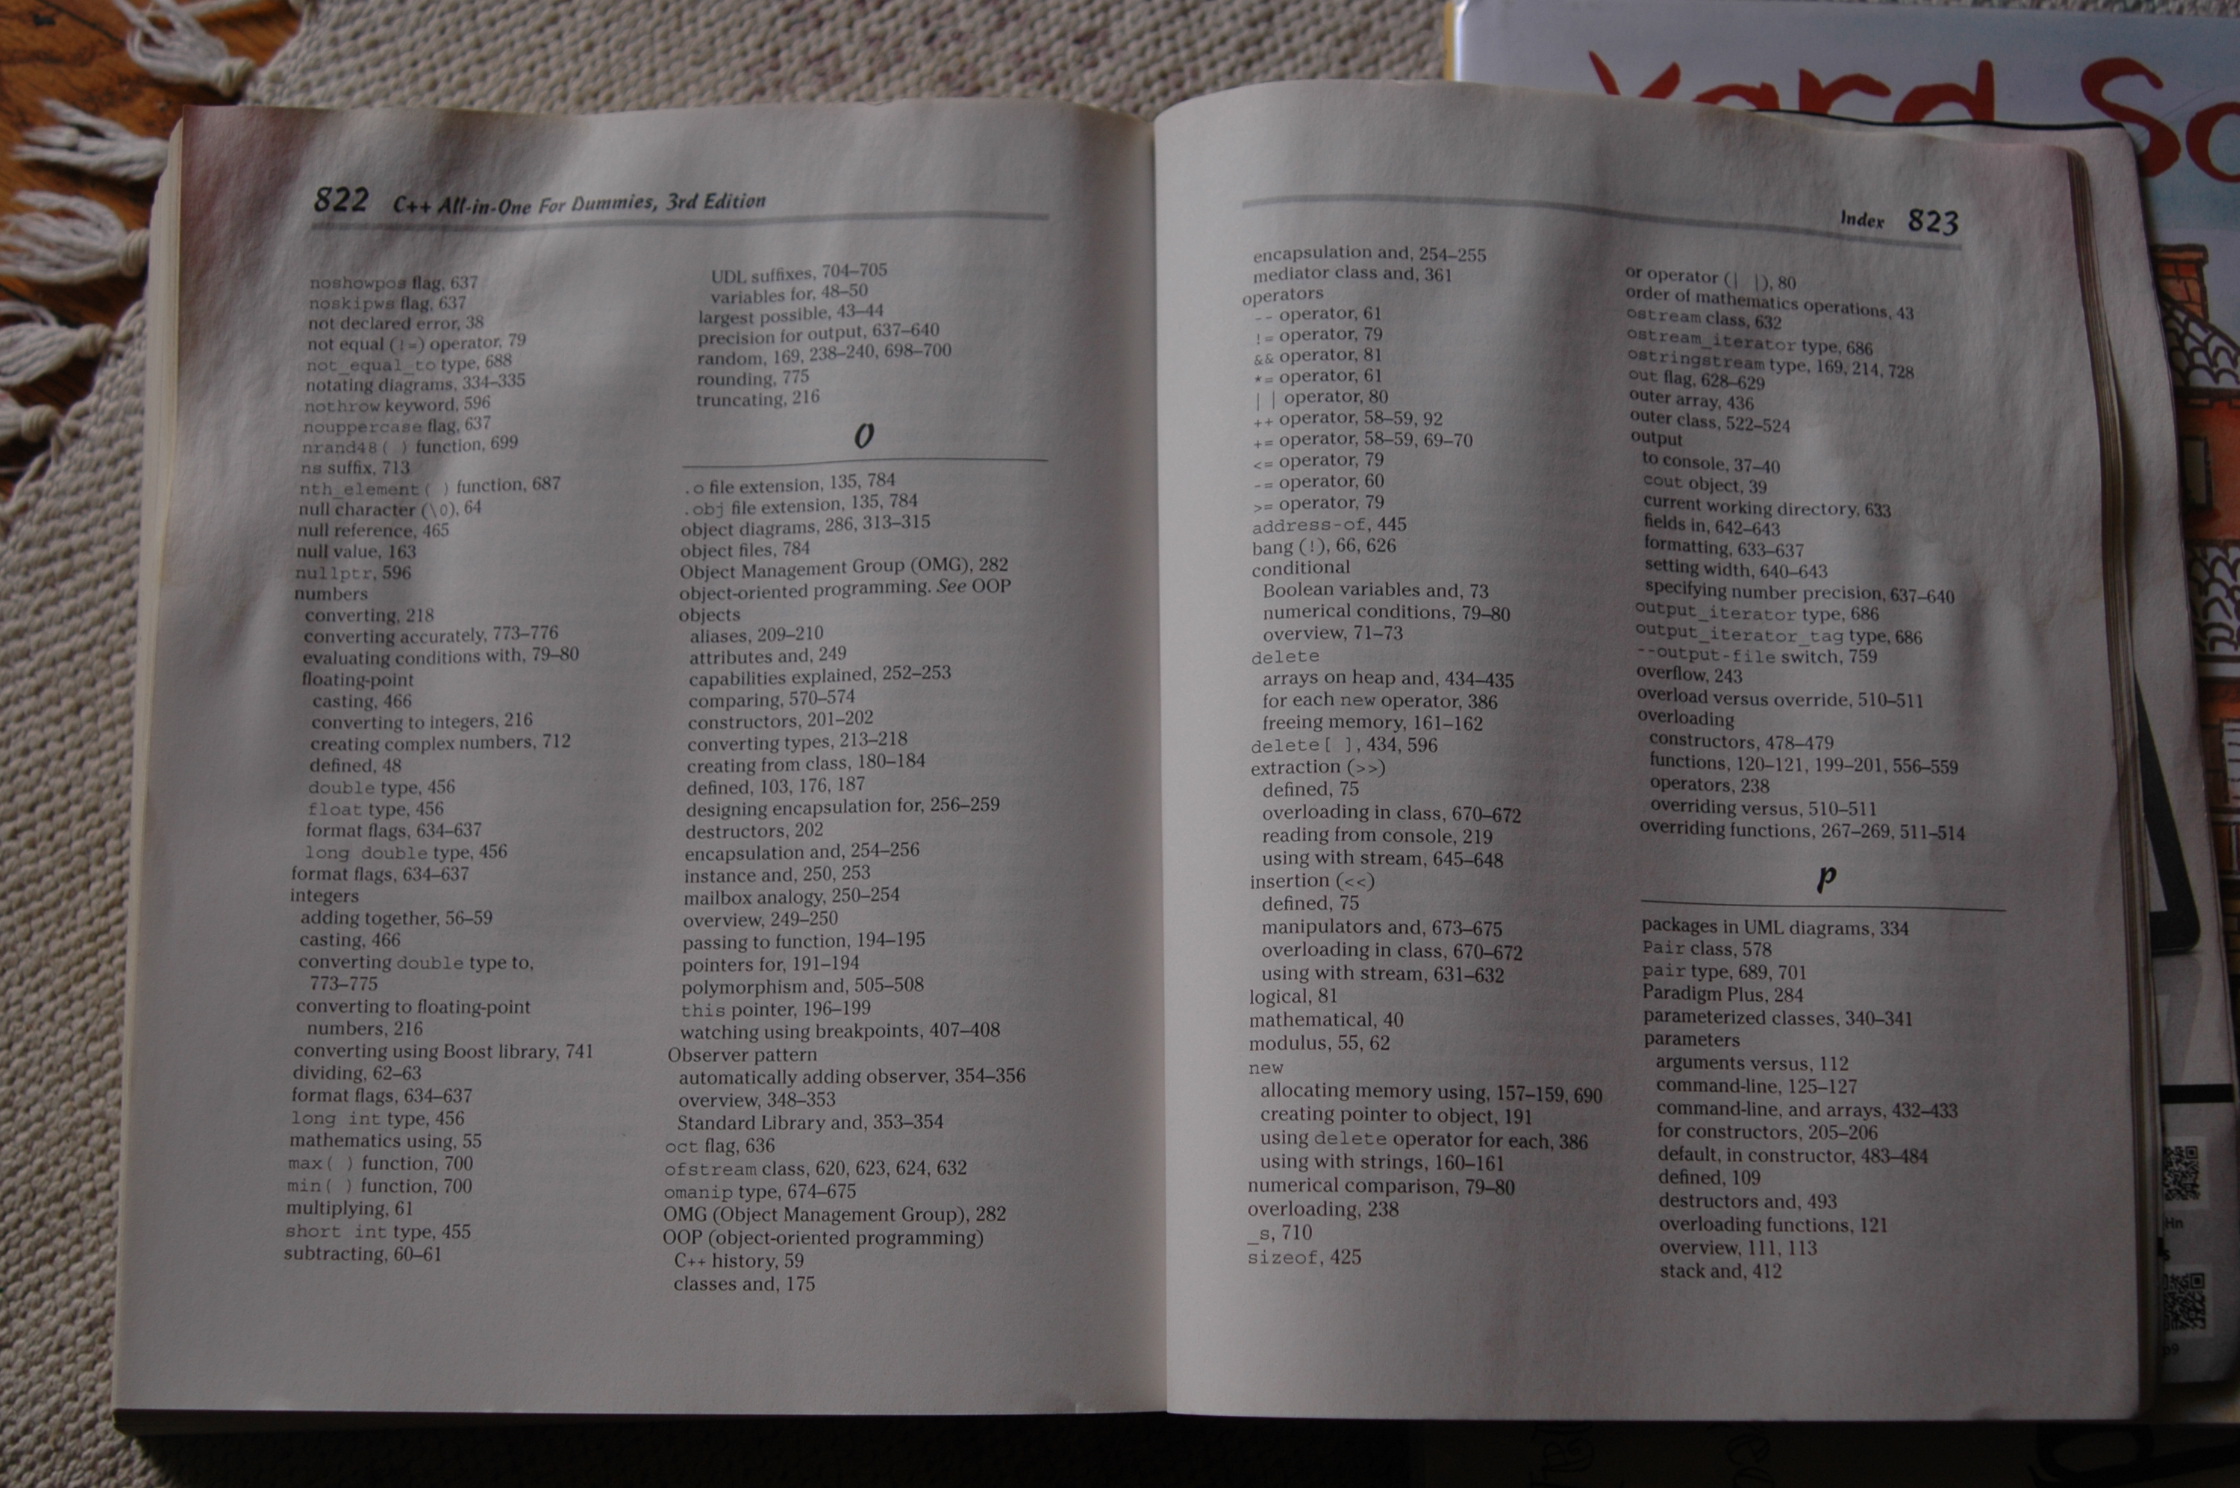 822 C++ All-in-One For Dummies, 3rd Edition
noshowpos flag, 637
noskipws flag, 637
not declared error, 38
not equal (!=) operator, 79
not_equal_to type, 688
notating diagrams, 334–335
nothrow keyword, 596
nouppercase flag, 637
nrand48( ) function, 699
ns suffix, 713
nth_element( ) function, 687
null character (\0), 64
null reference, 465
null value, 163
nullptr, 596
numbers
converting, 218
converting accurately, 773–776
evaluating conditions with, 79–80
floating-point
casting, 466
converting to integers, 216
creating complex numbers, 712
defined, 48
double type, 456
float type, 456
format flags, 634–637
long double type, 456
format flags, 634–637
integers
adding together, 56–59
casting, 466
converting double type to,
773–775
converting to floating-point
numbers, 216
converting using Boost library, 741
dividing, 62–63
format flags, 634–637
long int type, 456
mathematics using, 55
max( ) function, 700
min( ) function, 700
multiplying, 61
short int type, 455
subtracting, 60–61
UDL suffixes, 704–705
variables for, 48–50
largest possible, 43–44
precision for output, 637–640
random, 169, 238–240, 698–700
rounding, 775
truncating, 216
O
.o file extension, 135, 784
.obj file extension, 135, 784
object diagrams, 286, 313–315
object files, 784
Object Management Group (OMG), 282
object-oriented programming. See OOP
objects
aliases, 209–210
attributes and, 249
capabilities explained, 252–253
comparing, 570–574
constructors, 201–202
converting types, 213–218
creating from class, 180–184
defined, 103, 176, 187
designing encapsulation for, 256–259
destructors, 202
encapsulation and, 254–256
instance and, 250, 253
mailbox analogy, 250–254
overview, 249–250
passing to function, 194–195
pointers for, 191–194
polymorphism and, 505–508
this pointer, 196–199
watching using breakpoints, 407–408
Observer pattern
automatically adding observer, 354–356
overview, 348–353
Standard Library and, 353–354
oct flag, 636
ofstream class, 620, 623, 624, 632
omanip type, 674–675
OMG (Object Management Group), 282
OOP (object-oriented programming)
C++ history, 59
classes and, 175
Index 823
encapsulation and, 254–255
mediator class and, 361
operators
-- operator, 61
!= operator, 79
&& operator, 81
*= operator, 61
| | operator, 80
++ operator, 58–59, 92
+= operator, 58–59, 69–70
<= operator, 79
-= operator, 60
>= operator, 79
address-of, 445
bang (!), 66, 626
conditional
Boolean variables and, 73
numerical conditions, 79–80
overview, 71–73
delete
arrays on heap and, 434–435
for each new operator, 386
freeing memory, 161–162
delete[ ], 434, 596
extraction (>>)
defined, 75
overloading in class, 670–672
reading from console, 219
using with stream, 645–648
insertion (<<)
defined, 75
manipulators and, 673–675
overloading in class, 670–672
using with stream, 631–632
logical, 81
mathematical, 40
modulus, 55, 62
new
allocating memory using, 157–159, 690
creating pointer to object, 191
using delete operator for each, 386
using with strings, 160–161
numerical comparison, 79–80
overloading, 238
_s, 710
sizeof, 425
or operator (| |), 80
order of mathematics operations, 43
ostream class, 632
ostream_iterator type, 686
ostringstream type, 169, 214, 728
out flag, 628–629
outer array, 436
outer class, 522–524
output
to console, 37–40
cout object, 39
current working directory, 633
fields in, 642–643
formatting, 633–637
setting width, 640–643
specifying number precision, 637–640
output_iterator type, 686
output_iterator_tag type, 686
--output-file switch, 759
overflow, 243
overload versus override, 510–511
overloading
constructors, 478–479
functions, 120–121, 199–201, 556–559
operators, 238
overriding versus, 510–511
overriding functions, 267–269, 511–514
P
packages in UML diagrams, 334
Pair class, 578
pair type, 689, 701
Paradigm Plus, 284
parameterized classes, 340–341
parameters
arguments versus, 112
command-line, 125–127
command-line, and arrays, 432–433
for constructors, 205–206
default, in constructor, 483–484
defined, 109
destructors and, 493
overloading functions, 121
overview, 111, 113
stack and, 412
Yard